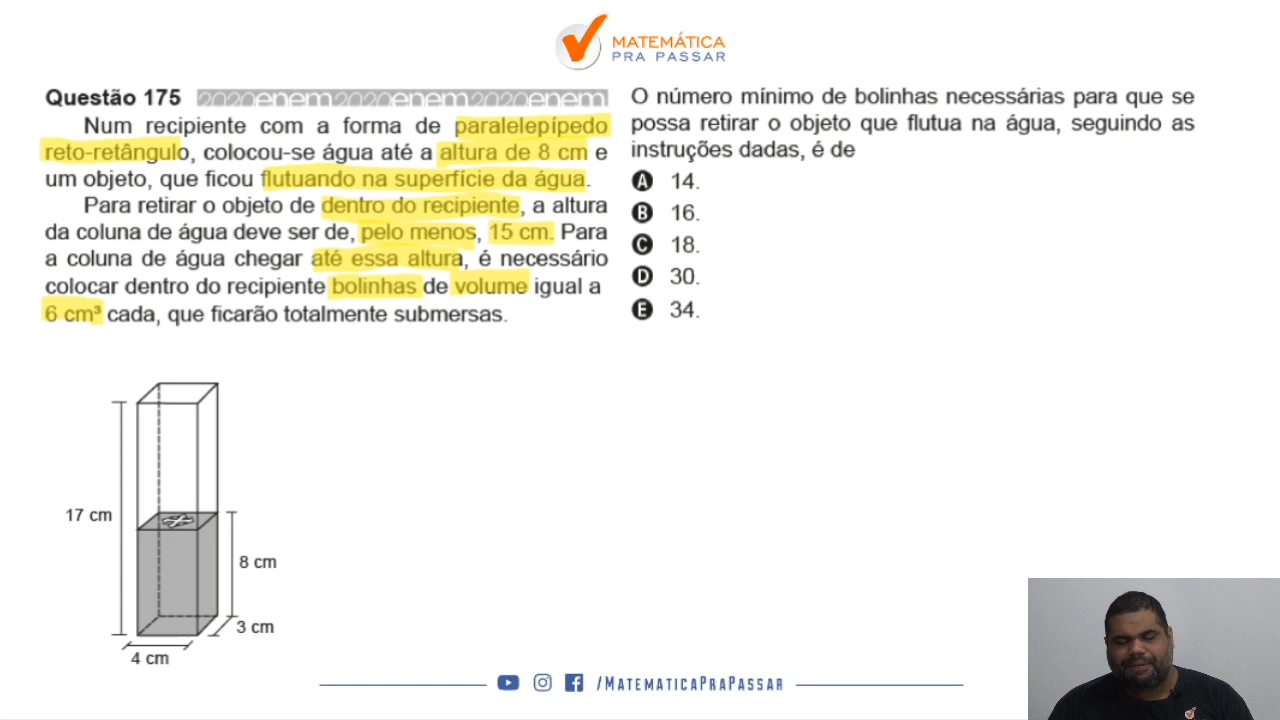 MATEMÁTICA
PRA PASSAR
Questão 175 2020enem2020enem2020enem
Num recipiente com a forma de paralelepípedo
reto-retângulo, colocou-se água até a altura de 8 cm e
um objeto, que ficou flutuando na superfície da água.
Para retirar o objeto de dentro do recipiente, a altura
da coluna de água deve ser de, pelo menos, 15 cm. Para
a coluna de água chegar até essa altura, é necessário
colocar dentro do recipiente bolinhas de volume igual a
6 cm³ cada, que ficarão totalmente submersas.
17 cm
8 cm
3 cm
4 cm
O número mínimo de bolinhas necessárias para que se
possa retirar o objeto que flutua na água, seguindo as
instruções dadas, é de
A 14.
B 16.
C 18.
D 30.
E 34.
/MATEMATICAPRAPASSAR